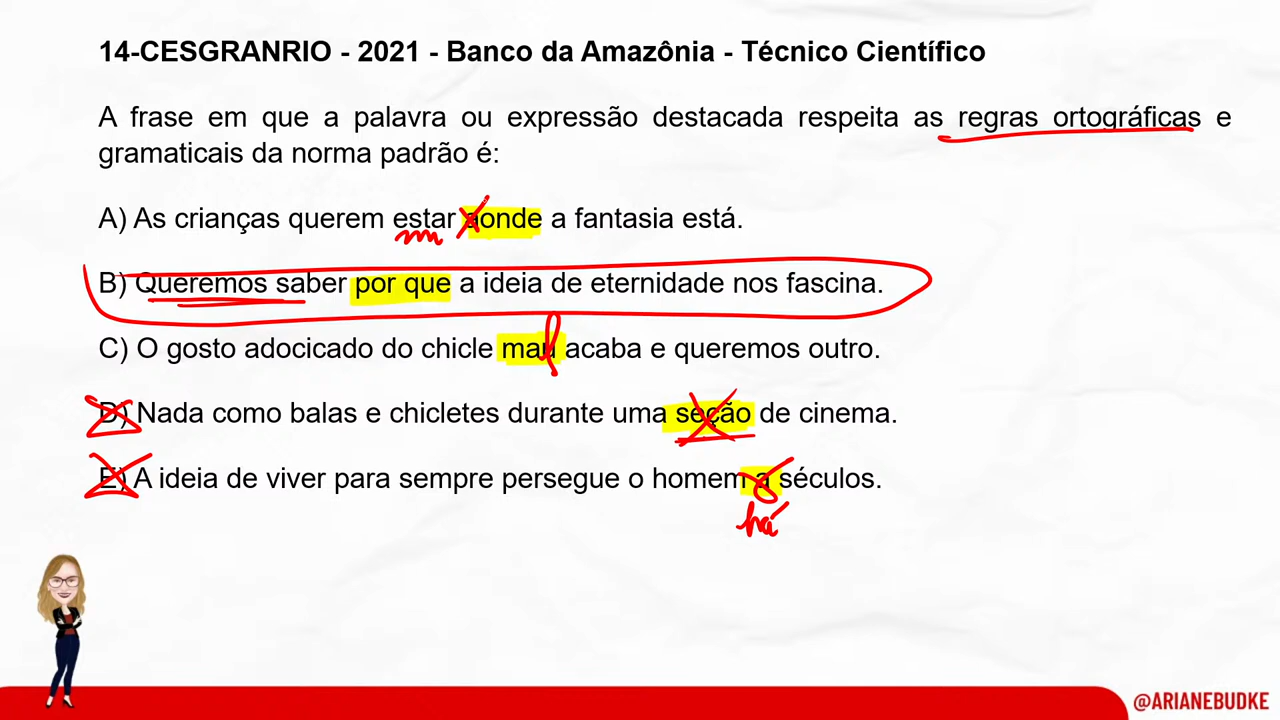 14-CESGRANRIO - 2021 - Banco da Amazônia - Técnico Científico
A frase em que a palavra ou expressão destacada respeita as regras ortográficas e
gramaticais da norma padrão é:
A) As crianças querem estar aonde a fantasia está.
B) Queremos saber por que a ideia de eternidade nos fascina.
C) O gosto adocicado do chicle mau acaba e queremos outro.
D) Nada como balas e chicletes durante uma seção de cinema.
E) A ideia de viver para sempre persegue o homem a séculos.
há
@ARIANEBUDKE